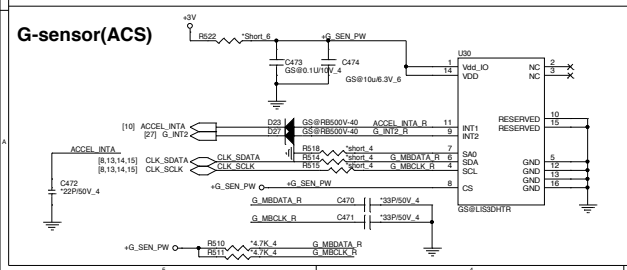 +3V
G-sensor(ACS)
R522 *Short_6 +G_SEN_PW
U30
C473 C474
GS@0.1U/10V_4
GS@10u/6.3V_6
1 Vdd_IO NC 2
14 VDD NC 3
RESERVED 10
RESERVED 15
[10] ACCEL_INTA D23 GS@RB500V-40 ACCEL_INTA_R 11 INT1
[27] G_INT2 D27 GS@RB500V-40 G_INT2_R 9 INT2
A
ACCEL_INTA
R518 *short_4 7 SA0
[8,13,14,15] CLK_SDATA CLK_SDATA R514 *short_4 G_MBDATA_R 6 SDA GND 5
[8,13,14,15] CLK_SCLK CLK_SCLK R515 *short_4 G_MBCLK_R 4 SCL GND 12
GND 13
+G_SEN_PW +G_SEN_PW 8 CS GND 16
C472
*22P/50V_4
G_MBDATA_R C470 *33P/50V_4
GS@LIS3DHTR
G_MBCLK_R C471 *33P/50V_4
+G_SEN_PW R510 *4.7K_4 G_MBDATA_R
R511 *4.7K_4 G_MBCLK_R